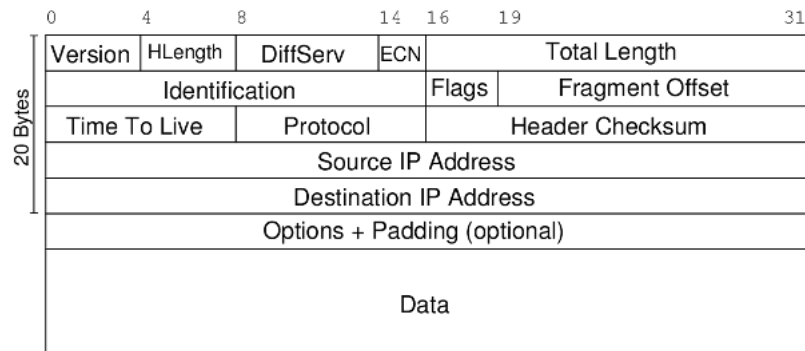 0 4 8 14 16 19 31
Version HLength DiffServ ECN Total Length
Identification Flags Fragment Offset
Time To Live Protocol Header Checksum
Source IP Address
Destination IP Address
20 Bytes
Options + Padding (optional)
Data